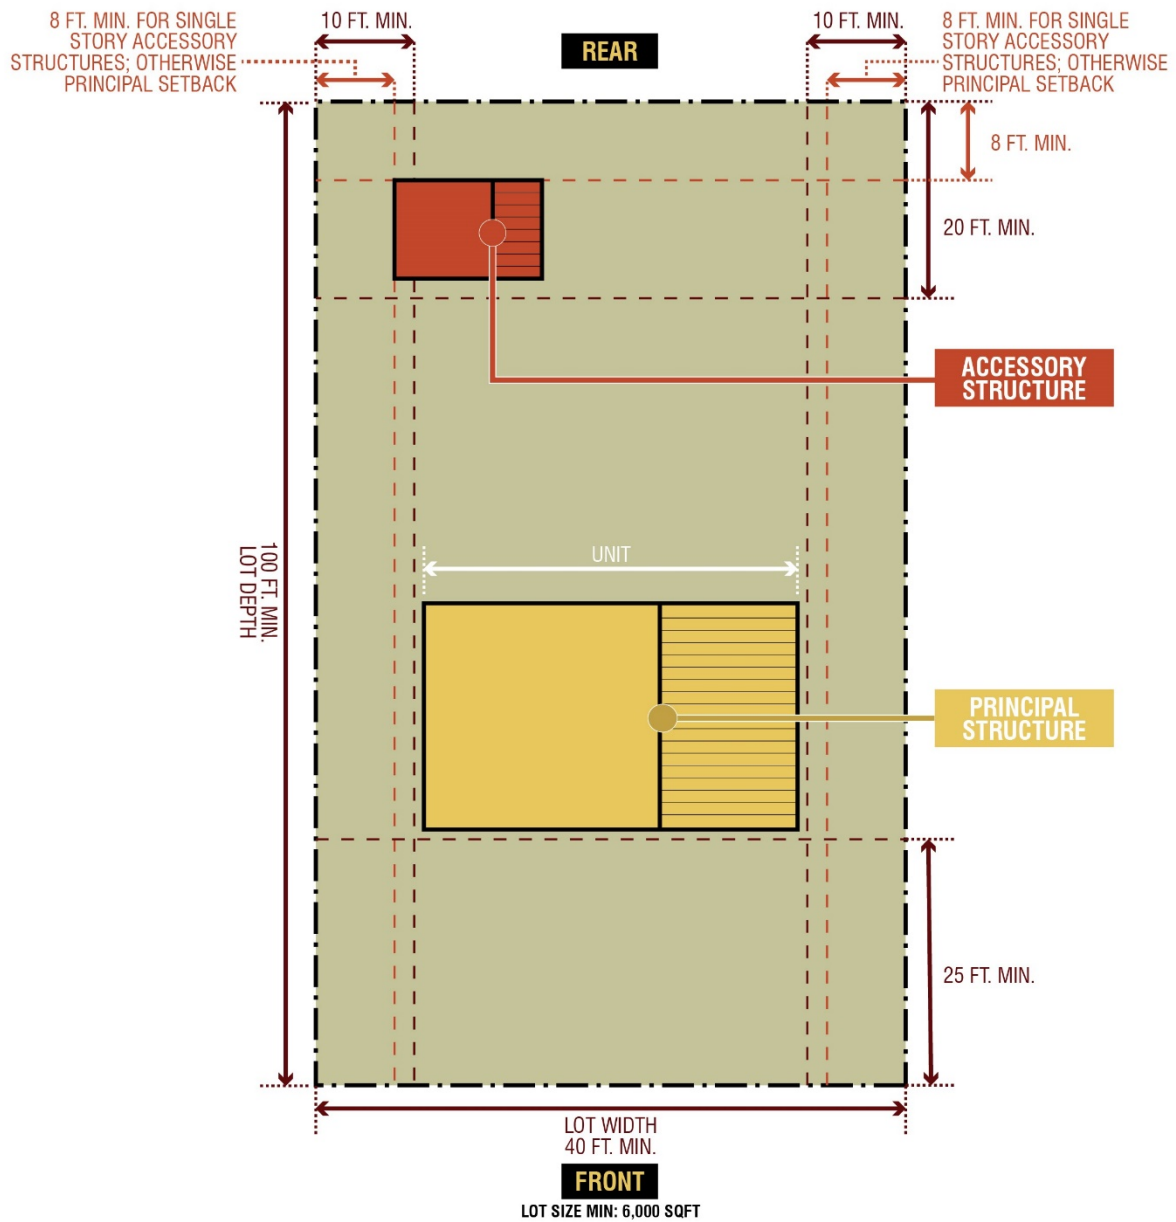 8 FT. MIN. FOR SINGLE
STORY ACCESSORY
STRUCTURES; OTHERWISE
PRINCIPAL SETBACK
10 FT. MIN.
REAR
10 FT. MIN.
8 FT. MIN. FOR SINGLE
STORY ACCESSORY
STRUCTURES; OTHERWISE
PRINCIPAL SETBACK
8 FT. MIN.
20 FT. MIN.
ACCESSORY
STRUCTURE
100 FT. MIN.
LOT DEPTH
UNIT
PRINCIPAL
STRUCTURE
25 FT. MIN.
LOT WIDTH
40 FT. MIN.
FRONT
LOT SIZE MIN: 6,000 SQFT